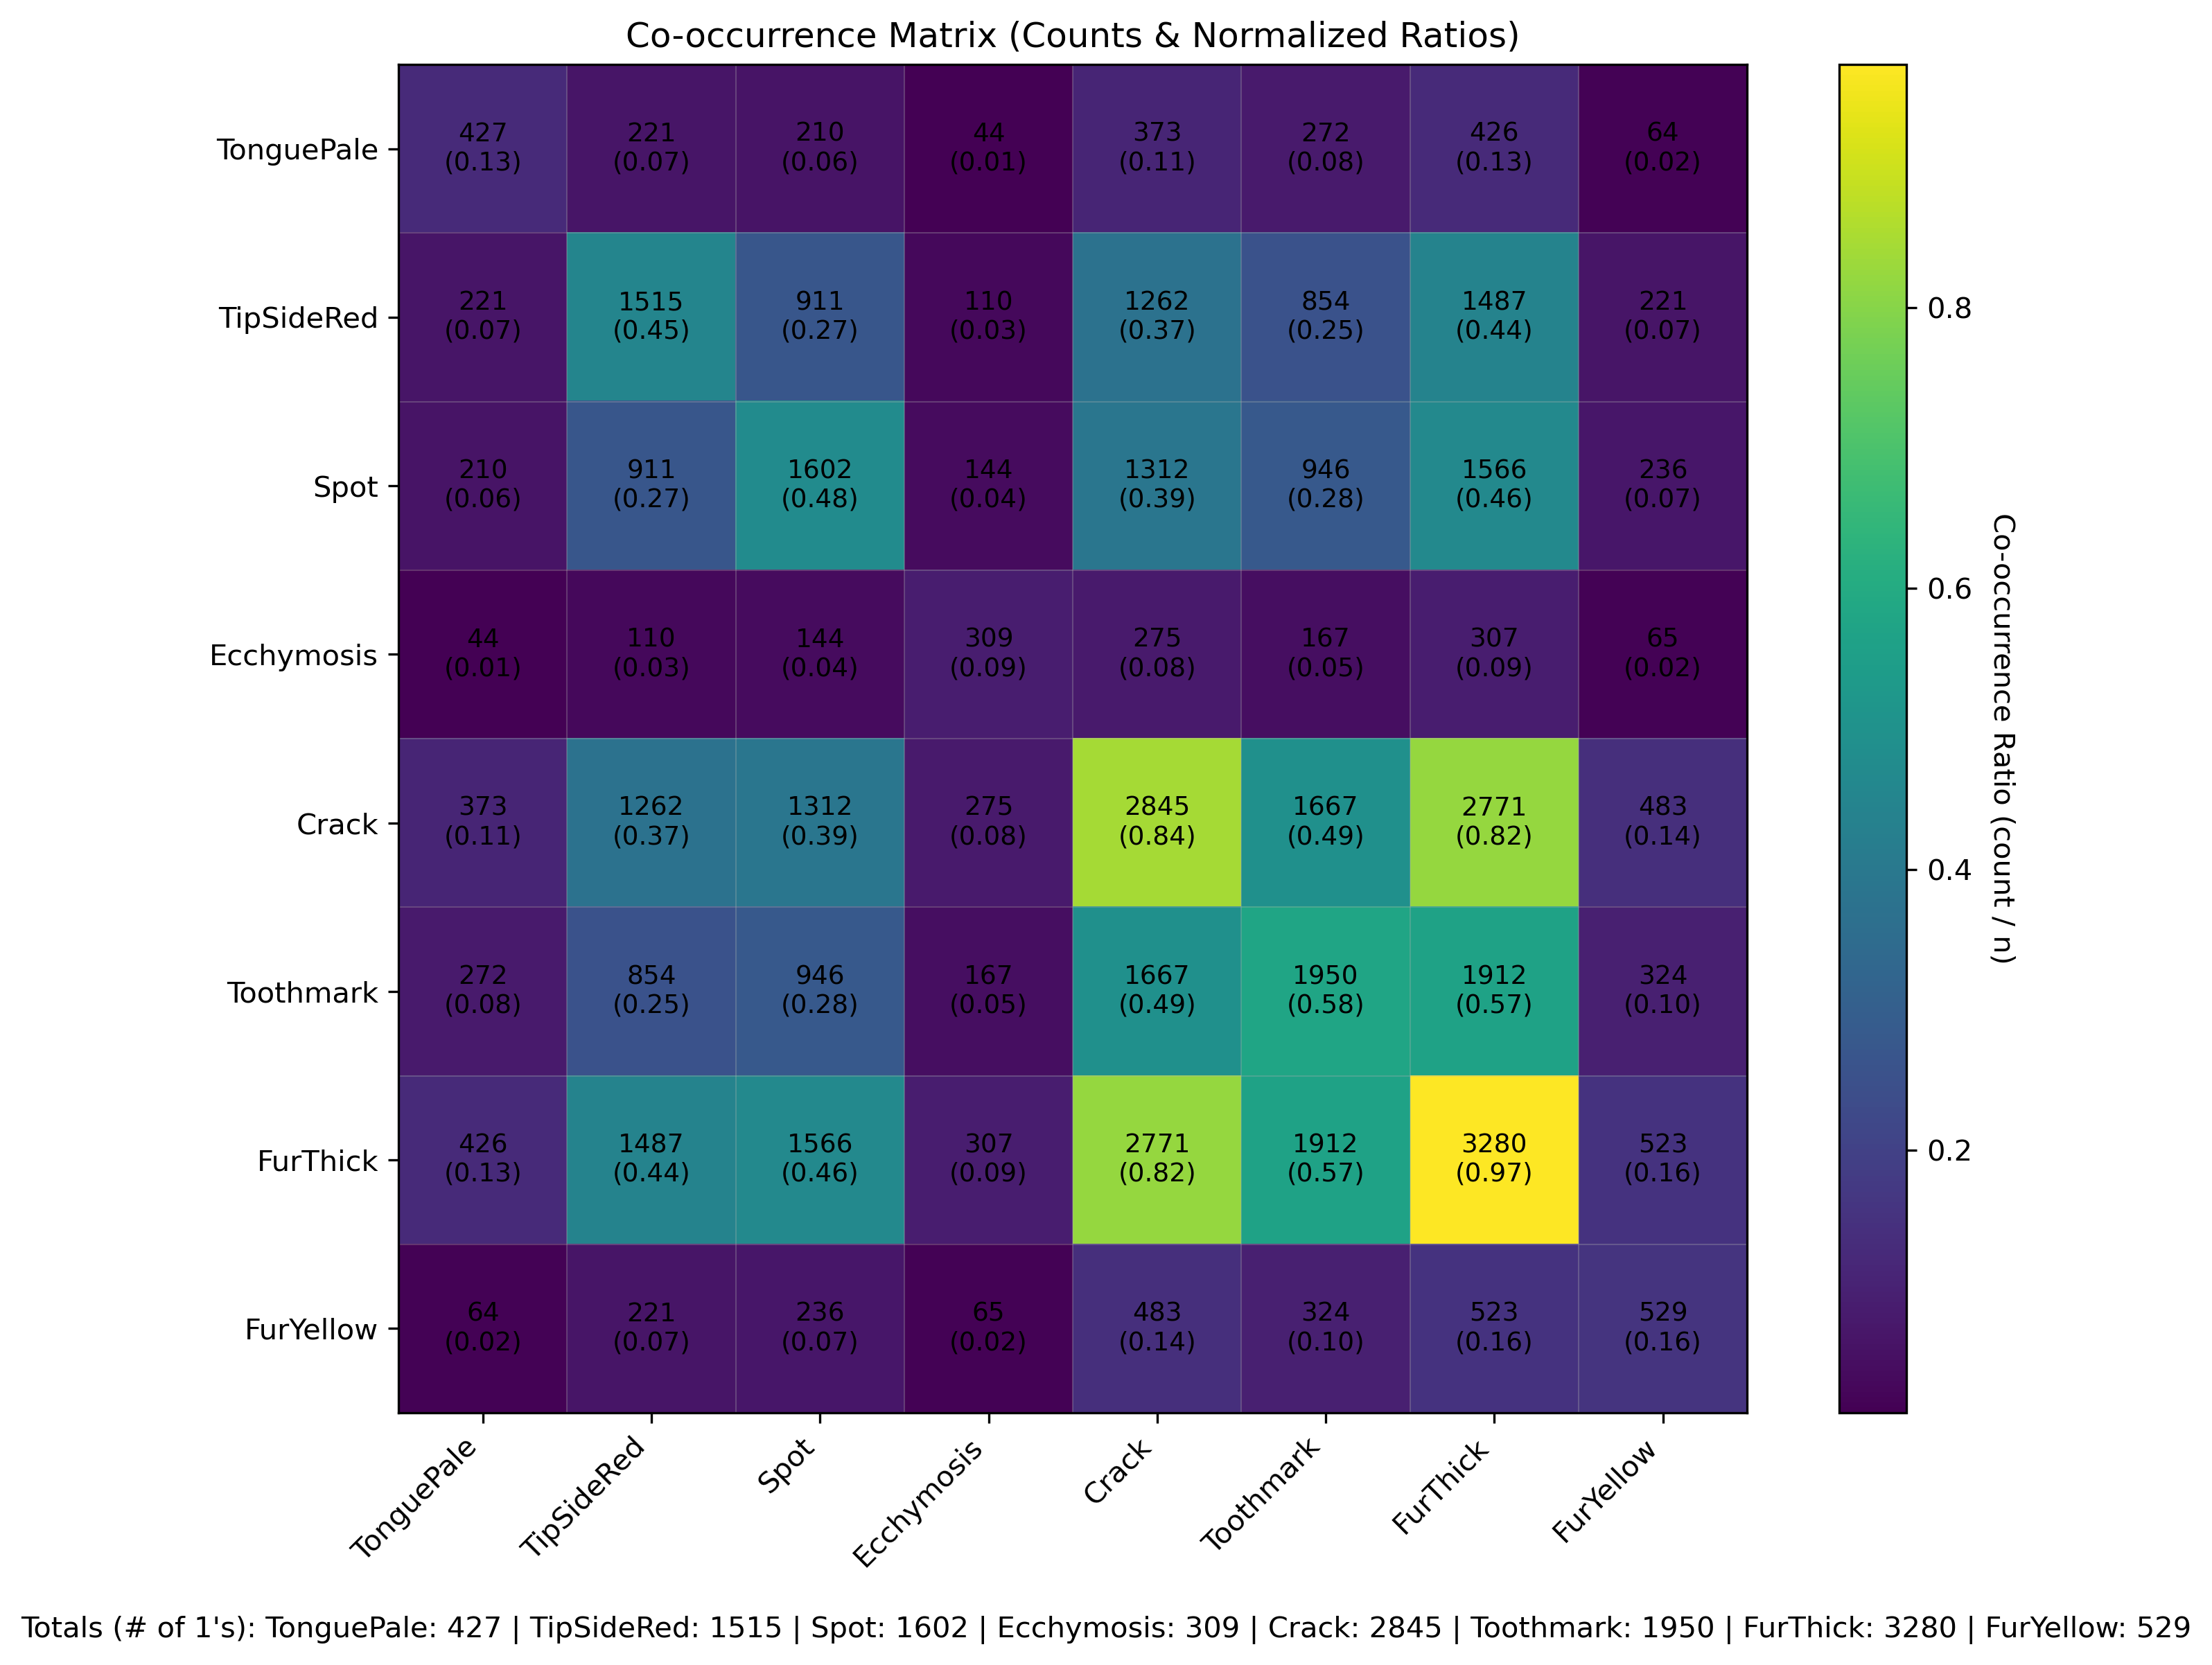 Co-occurrence Matrix (Counts & Normalized Ratios)
TonguePale
427 221 210 44 373 272 426 64
(0.13) (0.07) (0.06) (0.01) (0.11) (0.08) (0.13) (0.02)
TipSideRed
221 1515 911 110 1262 854 1487 221
(0.07) (0.45) (0.27) (0.03) (0.37) (0.25) (0.44) (0.07)
Spot
210 911 1602 144 1312 946 1566 236
(0.06) (0.27) (0.48) (0.04) (0.39) (0.28) (0.46) (0.07)
Ecchymosis
44 110 144 309 275 167 307 65
(0.01) (0.03) (0.04) (0.09) (0.08) (0.05) (0.09) (0.02)
Crack
373 1262 1312 275 2845 1667 2771 483
(0.11) (0.37) (0.39) (0.08) (0.84) (0.49) (0.82) (0.14)
Toothmark
272 854 946 167 1667 1950 1912 324
(0.08) (0.25) (0.28) (0.05) (0.49) (0.58) (0.57) (0.10)
FurThick
426 1487 1566 307 2771 1912 3280 523
(0.13) (0.44) (0.46) (0.09) (0.82) (0.57) (0.97) (0.16)
FurYellow
64 221 236 65 483 324 523 529
(0.02) (0.07) (0.07) (0.02) (0.14) (0.10) (0.16) (0.16)
TonguePale TipSideRed Spot Ecchymosis Crack Toothmark FurThick FurYellow
0.8
0.6
0.4
0.2
Co-occurrence Ratio (count / n)
Totals (# of 1's): TonguePale: 427 | TipSideRed: 1515 | Spot: 1602 | Ecchymosis: 309 | Crack: 2845 | Toothmark: 1950 | FurThick: 3280 | FurYellow: 529